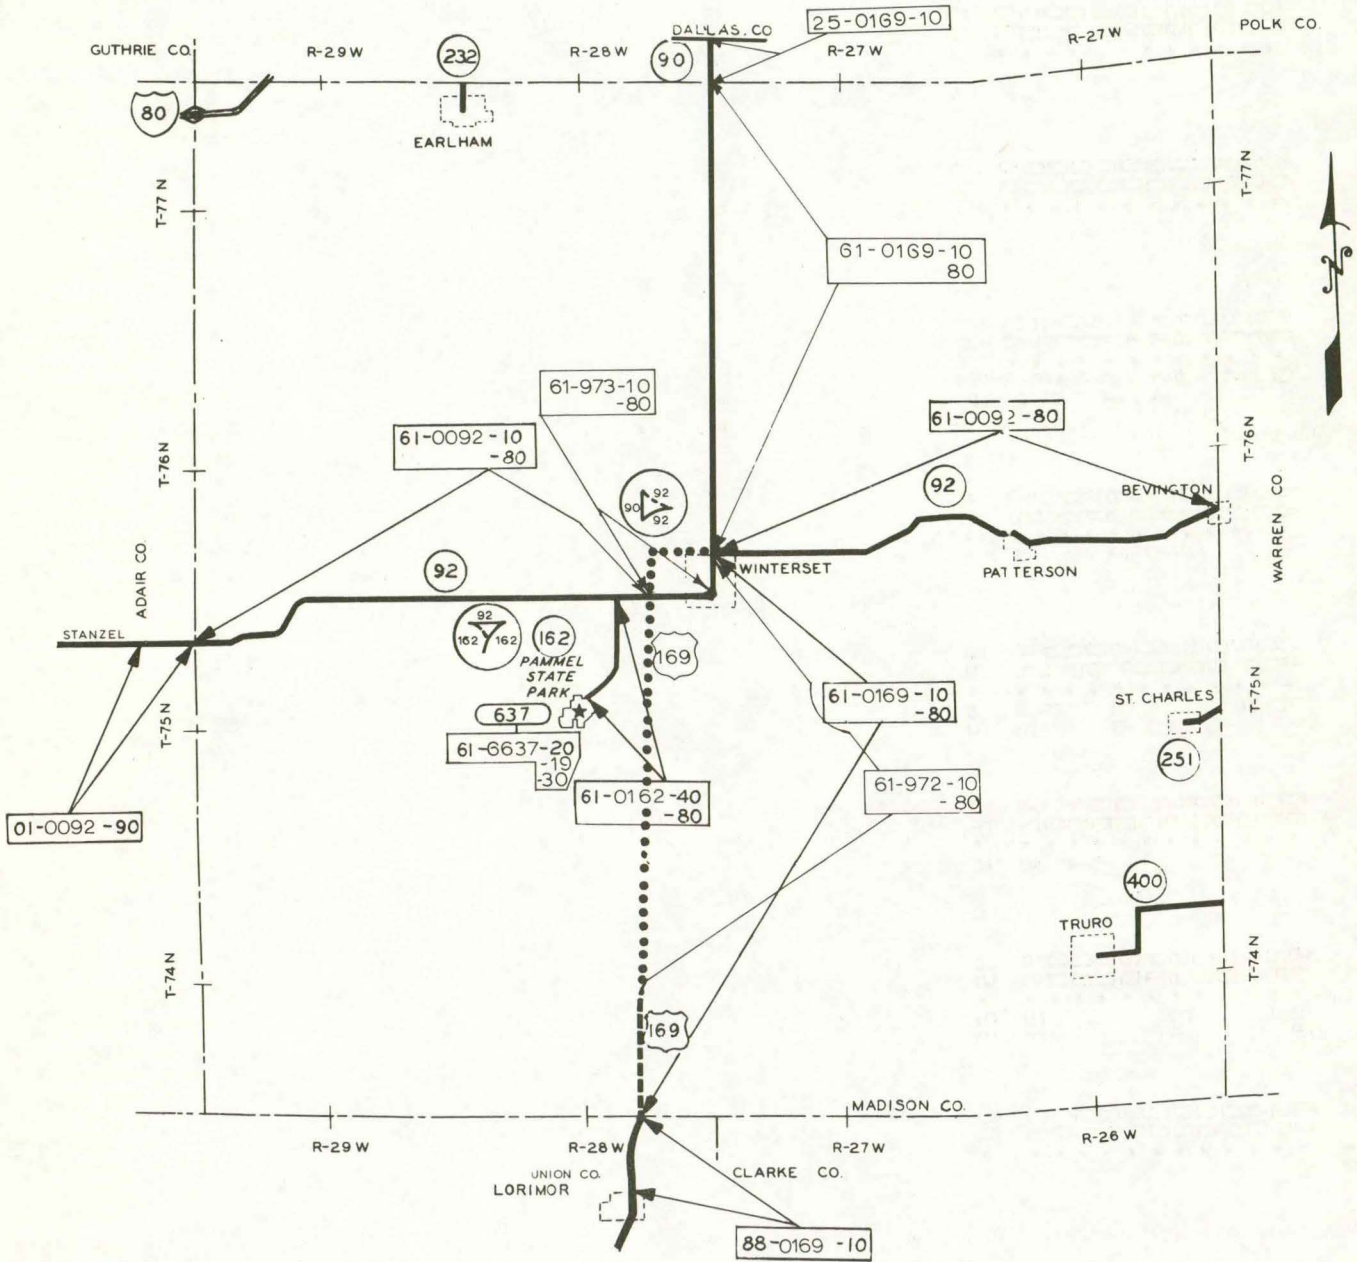 25-0169-10
POLK CO.
DALLAS. CO
GUTHRIE CO.
R-29W
232
R-28W
90
R-27W
R-27W
80
EARLHAM
T-77 N
T-77 N
61-0169-10
80
N
61-973-10
-80
61-0092-10
-80
61-0092-80
T-76 N
T-76 N
90
92
92
92
BEVINGTON
WARREN CO.
ADAIR CO.
92
WINTERSET
PATTERSON
STANZEL
92
162
162
162
169
PAMMEL
STATE
PARK
637
61-6637-20
-19
-30
61-0169-10
-80
ST. CHARLES
T-75 N
T-75 N
251
61-0162-40
-80
61-972-10
-80
01-0092-90
400
TRURO
T-74 N
T-74 N
169
MADISON CO.
R-29 W
R-28 W
R-27W
R-26 W
UNION CO.
LORIMOR
CLARKE CO.
88-0169-10